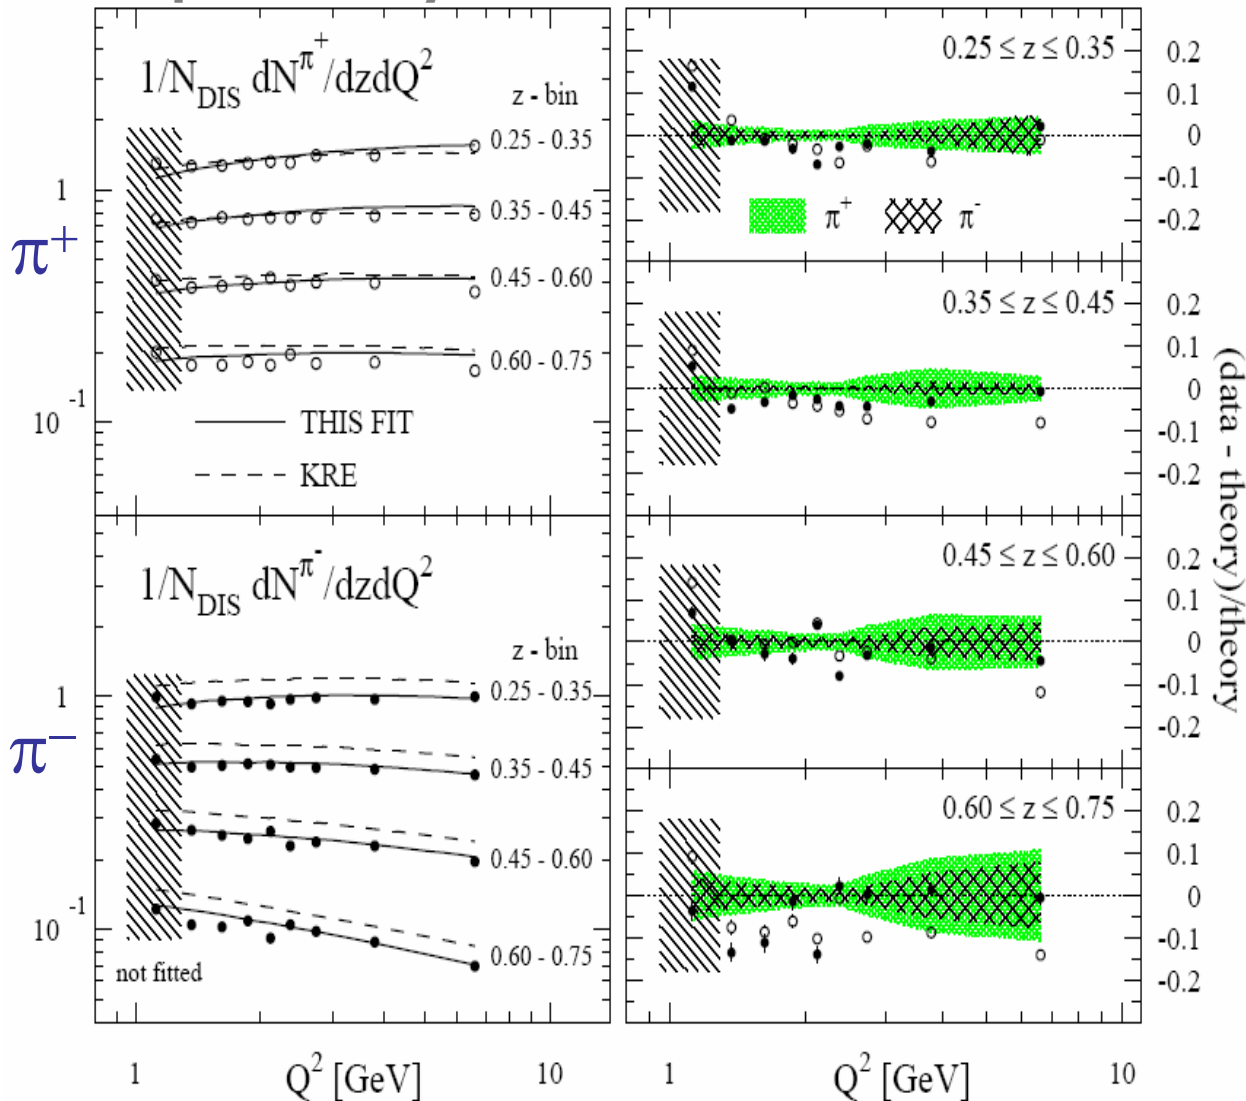 π+
1/N_DIS dN^π+/dzdQ^2
z - bin
0.25 - 0.35
0.35 - 0.45
0.45 - 0.60
0.60 - 0.75
1
10^-1
THIS FIT
KRE
π−
1/N_DIS dN^π-/dzdQ^2
z - bin
0.25 - 0.35
0.35 - 0.45
0.45 - 0.60
0.60 - 0.75
1
10^-1
not fitted
1
Q^2 [GeV]
10
0.25 ≤ z ≤ 0.35
π+
π-
0.2
0.1
0
-0.1
-0.2
0.35 ≤ z ≤ 0.45
0.2
0.1
0
-0.1
-0.2
0.45 ≤ z ≤ 0.60
0.2
0.1
0
-0.1
-0.2
0.60 ≤ z ≤ 0.75
0.2
0.1
0
-0.1
-0.2
(data - theory)/theory
1
Q^2 [GeV]
10